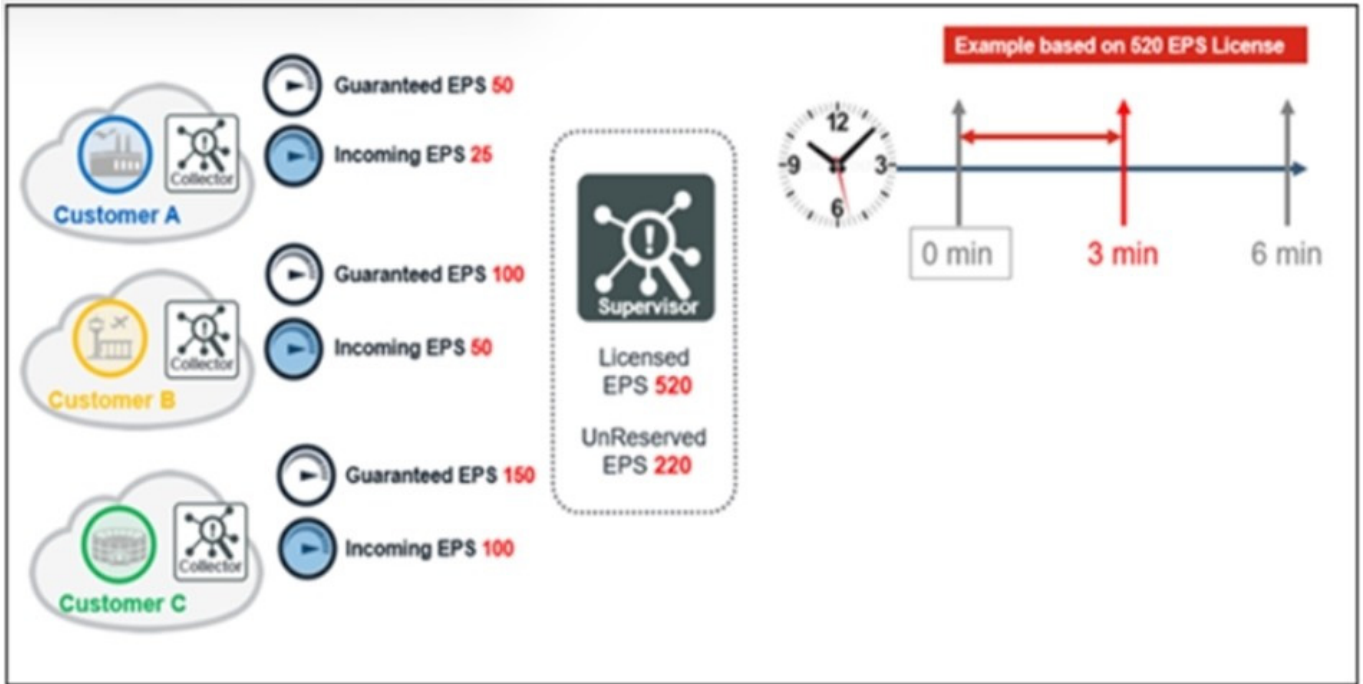 Example based on 520 EPS License
Guaranteed EPS 50
Incoming EPS 25
Collector
Customer A
Guaranteed EPS 100
Incoming EPS 50
Collector
Customer B
Guaranteed EPS 150
Incoming EPS 100
Collector
Customer C
Supervisor
Licensed
EPS 520
UnReserved
EPS 220
12
9
3
6
0 min
3 min
6 min